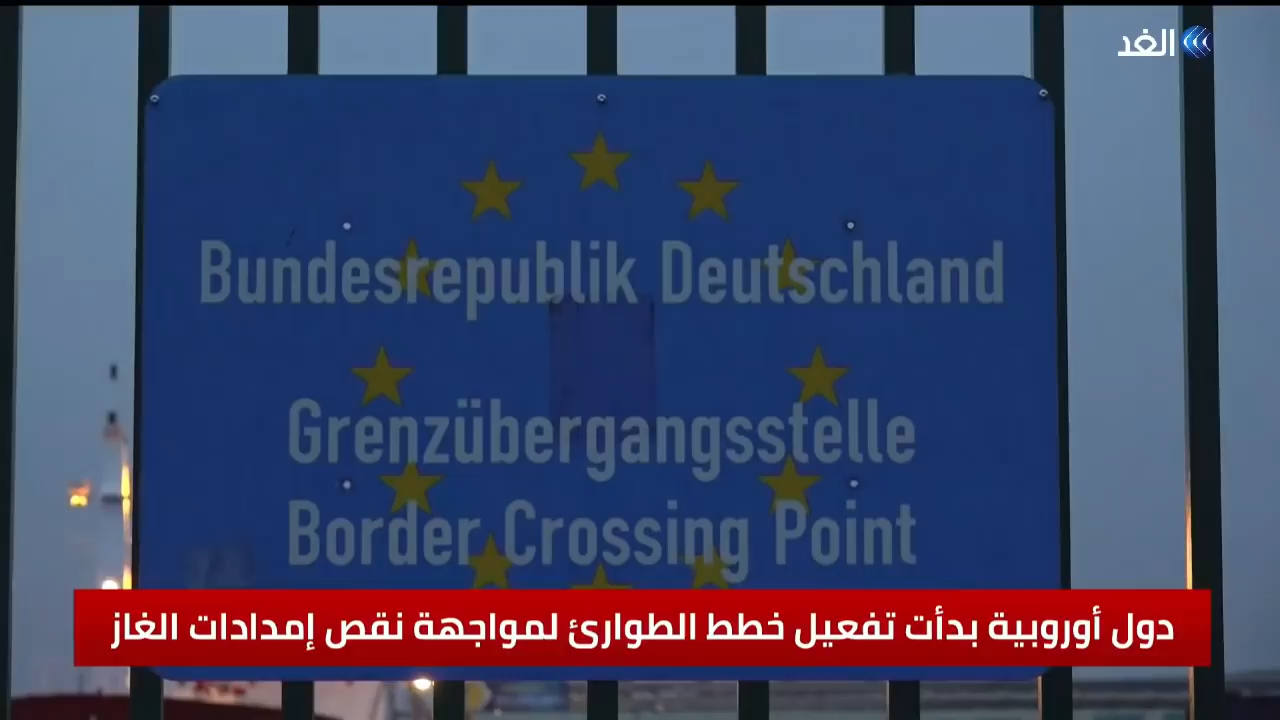 الغد
Bundesrepublik Deutschland
Grenzübergangsstelle
Border Crossing Point
دول أوروبية بدأت تفعيل خطط الطوارئ لمواجهة نقص إمدادات الغاز